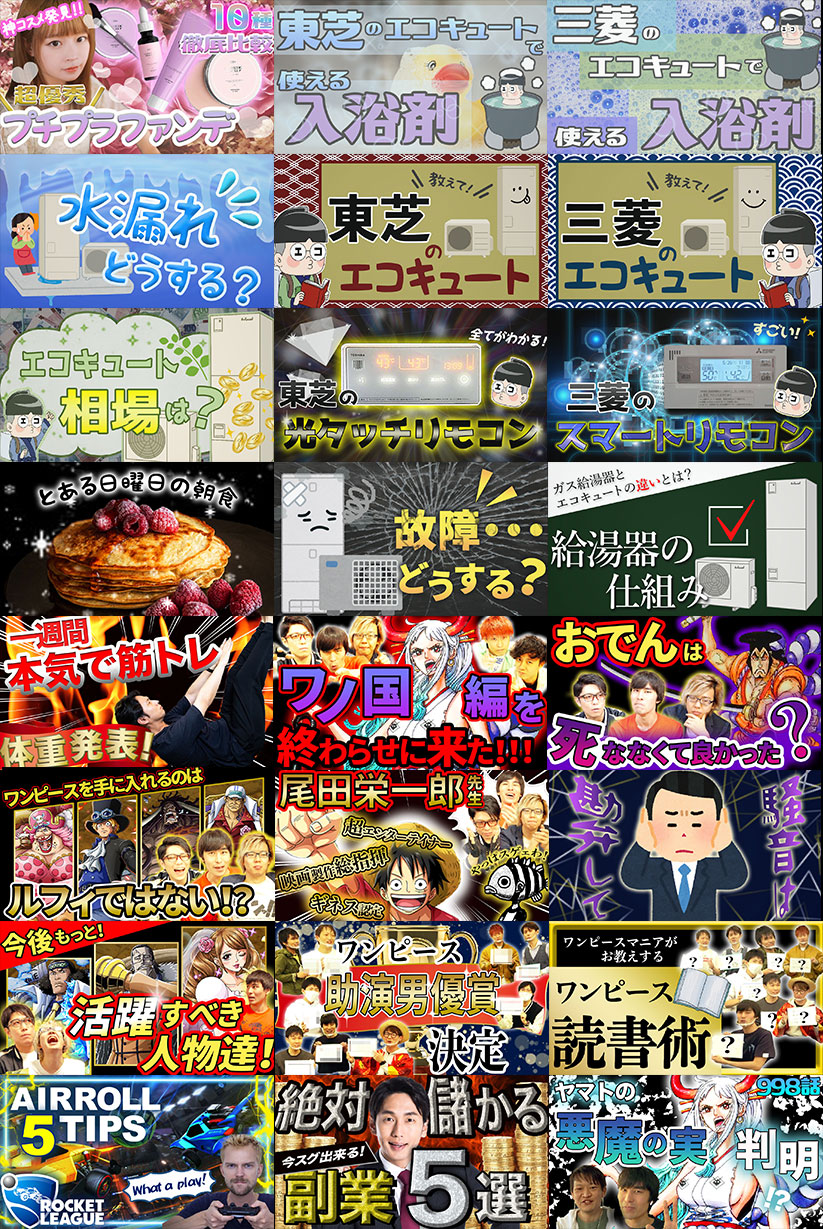 神コスメ発見!!
10種
徹底比較
超優秀
プチプラファンデ
東芝のエコキュートで
使える
入浴剤
三菱の
エコキュートで
使える 入浴剤
水漏れ
どうする?
教えて!
東芝
の
エコキュート
エコ
教えて!
三菱
の
エコキュート
エコ
エコキュート
相場は?
エコ
全てがわかる!
TOSHIBA
東芝の
エコ
光タッチリモコン
すごい!
三菱の
エコ
スマートリモコン
とある日曜日の朝食
故障・・・
どうする?
ガス給湯器と
エコキュートの違いとは?
給湯器の
仕組み
一週間
本気で筋トレ
体重発表!
ワノ国編を
終わらせに来た!!!
おでんは
死ななくて良かった?
ワンピースを手に入れるのは
ルフィではない!?
尾田栄一郎先生
超エンターテイナー
映画製作総指揮
ギネス認定
やっぱスゲェわ!
騒音は
勘弁して
今後もっと!
活躍すべき
人物達!
ワンピース
助演男優賞
決定
ワンピースマニアが
お教えする
ワンピース
読書術
? ? ? ? ? ?
AIRROLL
5 TIPS
What a play!
ROCKET
LEAGUE
絶対儲かる
今スグ出来る!
副業5選
ヤマトの
998話
悪魔の実
判明
!?